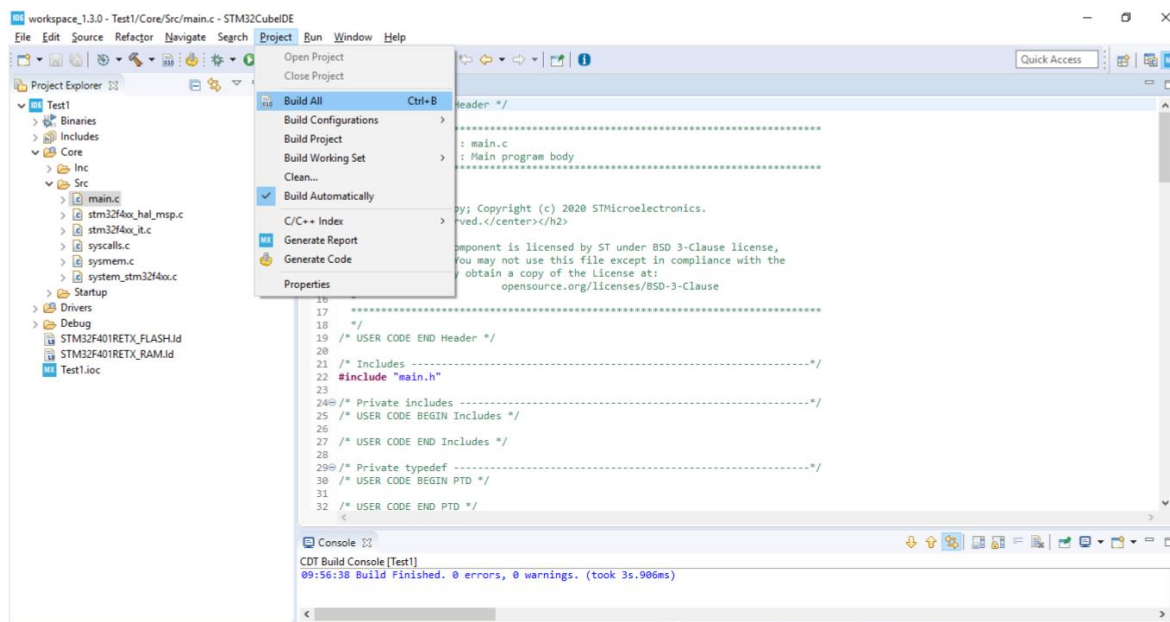 IDE workspace_1.3.0 - Test1/Core/Src/main.c - STM32CubeIDE
File Edit Source Refactor Navigate Search Project Run Window Help
Quick Access
Project Explorer
IDE Test1
Binaries
Includes
Core
Inc
Src
main.c
stm32f4xx_hal_msp.c
stm32f4xx_it.c
syscalls.c
sysmem.c
system_stm32f4xx.c
Startup
Drivers
Debug
STM32F401RETX_FLASH.ld
STM32F401RETX_RAM.ld
MX Test1.ioc
Open Project
Close Project
Build All Ctrl+B
Build Configurations
Build Project
Build Working Set
Clean...
Build Automatically
C/C++ Index
MX Generate Report
Generate Code
Properties
Header */
******************************************************************************
: main.c
: Main program body
******************************************************************************
py; Copyright (c) 2020 STMicroelectronics.
rved.</center></h2>
omponent is licensed by ST under BSD 3-Clause license,
You may not use this file except in compliance with the
y obtain a copy of the License at:
opensource.org/licenses/BSD-3-Clause
16 *
17 ******************************************************************************
18 */
19 /* USER CODE END Header */
20
21 /* Includes ------------------------------------------------------------------*/
22 #include "main.h"
23
24 /* Private includes ----------------------------------------------------------*/
25 /* USER CODE BEGIN Includes */
26
27 /* USER CODE END Includes */
28
29 /* Private typedef -----------------------------------------------------------*/
30 /* USER CODE BEGIN PTD */
31
32 /* USER CODE END PTD */
Console
CDT Build Console [Test1]
09:56:38 Build Finished. 0 errors, 0 warnings. (took 3s.906ms)